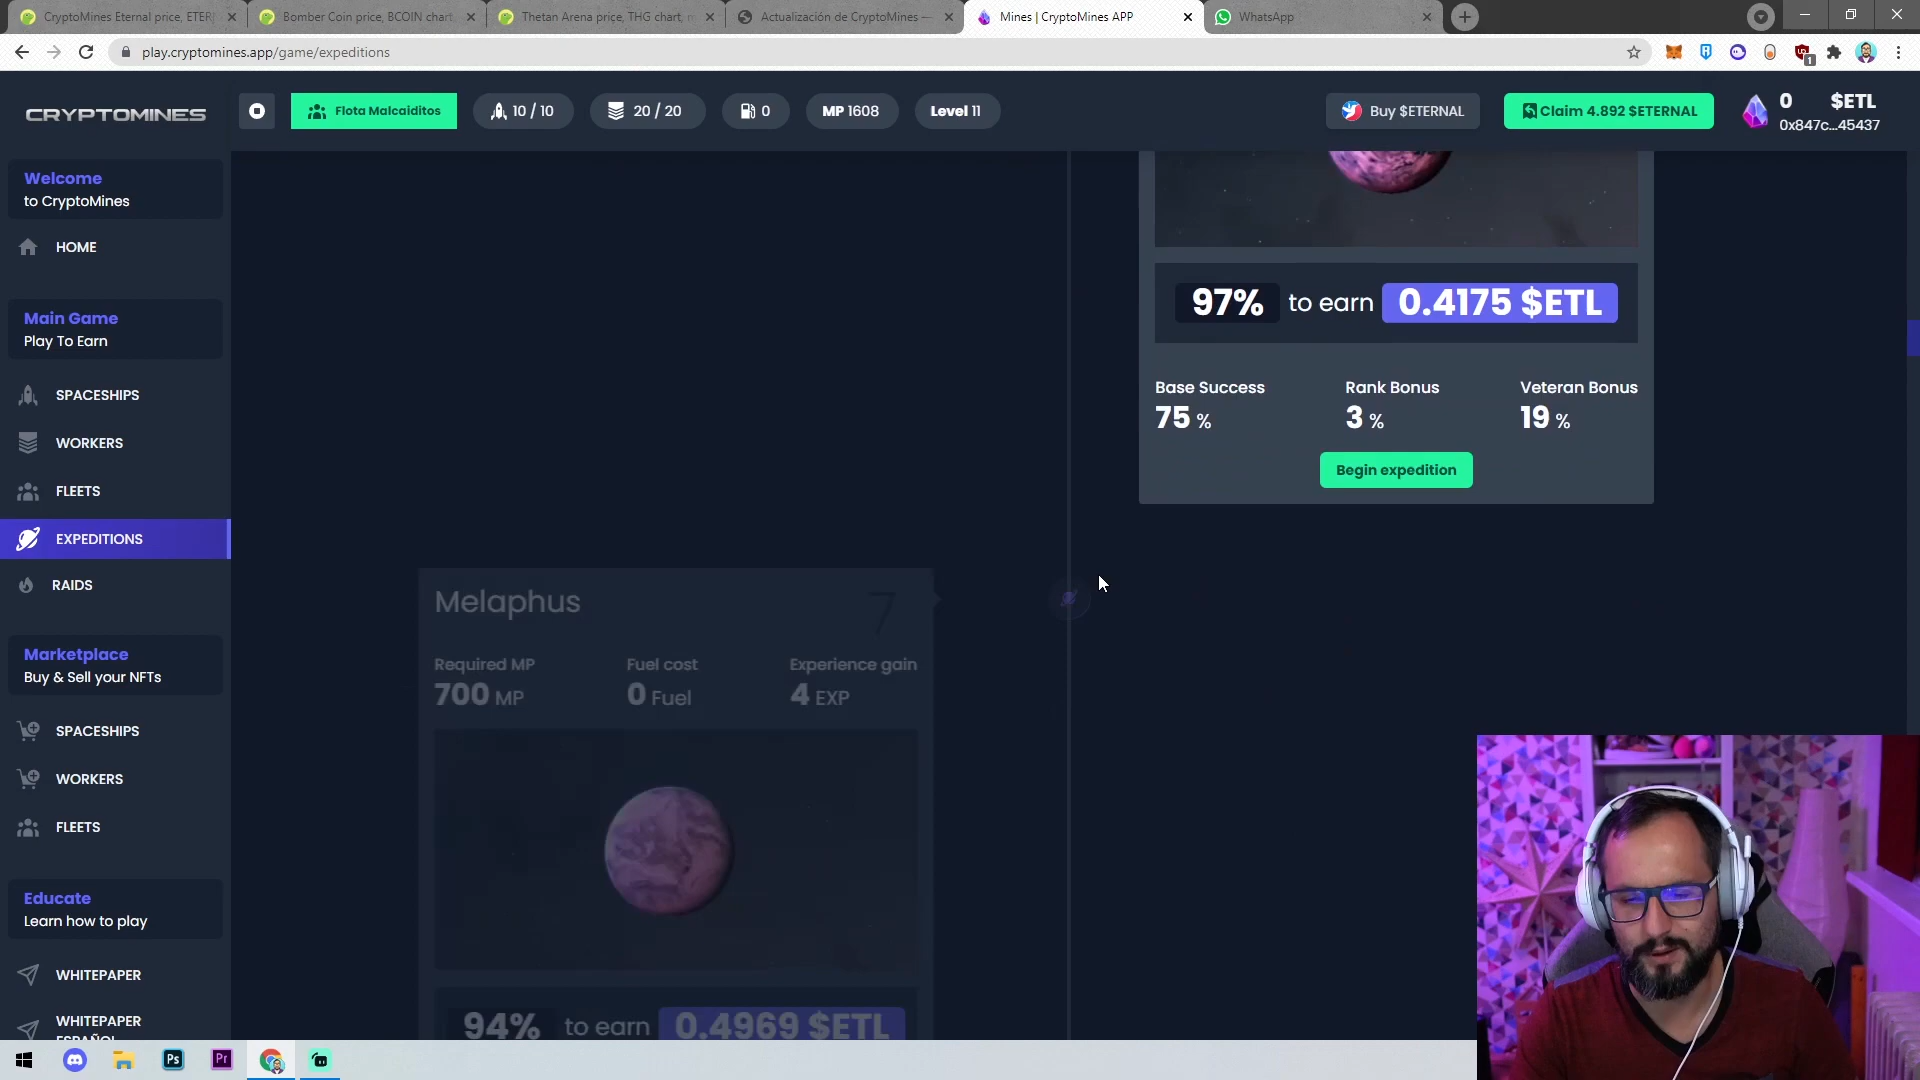 CryptoMines Eternal price, ETER
Bomber Coin price, BCOIN chart
Thetan Arena price, THG chart, m
Actualización de CryptoMines —
Mines | CryptoMines APP
WhatsApp
play.cryptomines.app/game/expeditions
1
CRYPTOMINES
Flota Malcaiditos
10 / 10
20 / 20
0
MP 1608
Level 11
Buy $ETERNAL
Claim 4.892 $ETERNAL
0 $ETL
0x847c...45437
Welcome
to CryptoMines
HOME
Main Game
Play To Earn
SPACESHIPS
WORKERS
FLEETS
EXPEDITIONS
RAIDS
Marketplace
Buy & Sell your NFTs
SPACESHIPS
WORKERS
FLEETS
Educate
Learn how to play
WHITEPAPER
WHITEPAPER
ESPAÑOL
97% to earn 0.4175 $ETL
Base Success Rank Bonus Veteran Bonus
75 % 3 % 19 %
Begin expedition
Melaphus 7
Required MP Fuel cost Experience gain
700 MP 0 Fuel 4 EXP
94% to earn 0.4969 $ETL
Ps
Pr